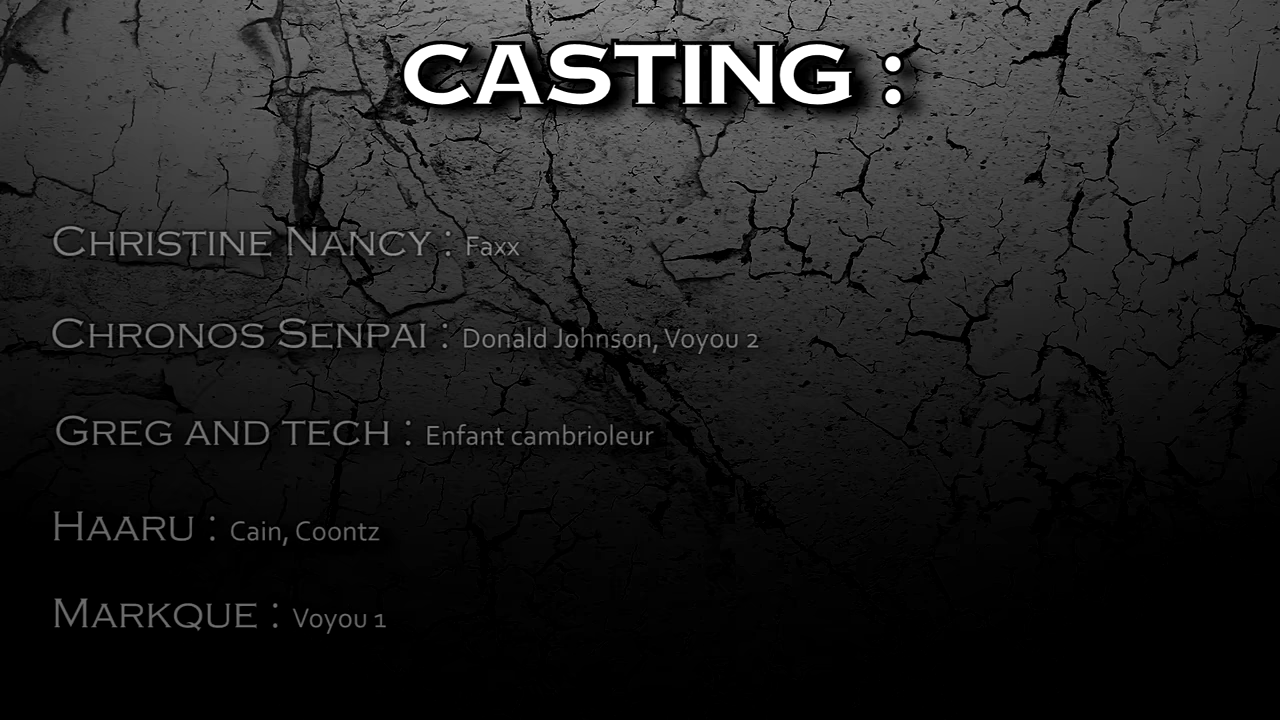 CASTING :
CHRISTINE NANCY : Faxx
CHRONOS SENPAI : Donald Johnson, Voyou 2
GREG AND TECH : Enfant cambrioleur
HAARU : Cain, Coontz
MARKQUE : Voyou 1